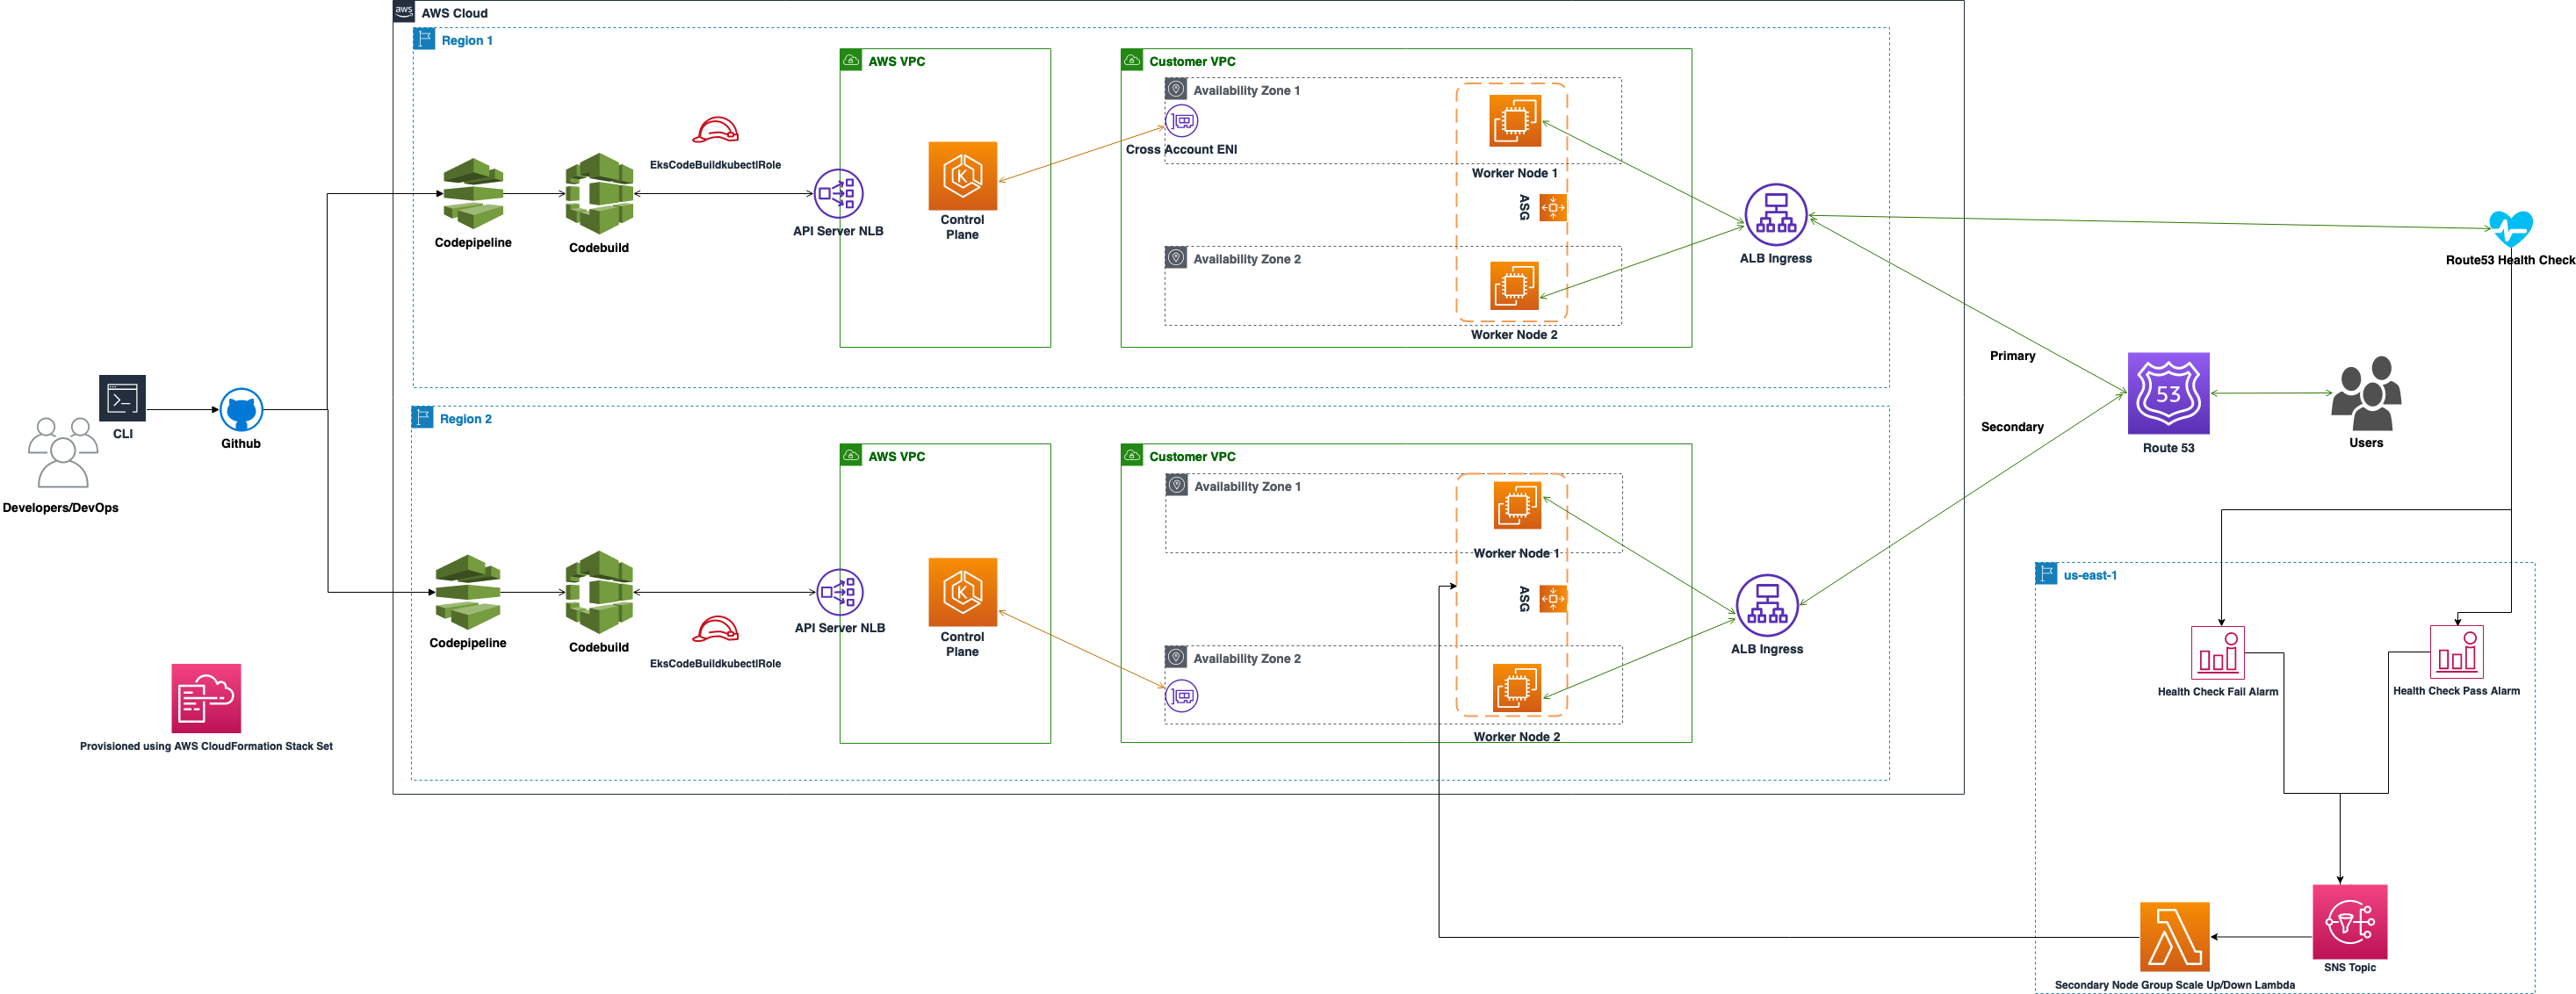 aws
AWS Cloud
Region 1
AWS VPC
Customer VPC
Availability Zone 1
Cross Account ENI
EksCodeBuildkubectlRole
Worker Node 1
ASG
Codepipeline
Codebuild
API Server NLB
K
Control
Plane
Availability Zone 2
Worker Node 2
ALB Ingress
Route53 Health Check
Primary
Secondary
53
Route 53
Users
CLI
Github
Developers/DevOps
Region 2
AWS VPC
Customer VPC
Availability Zone 1
Worker Node 1
ASG
Codepipeline
Codebuild
EksCodeBuildkubectlRole
API Server NLB
K
Control
Plane
Availability Zone 2
Worker Node 2
ALB Ingress
Provisioned using AWS CloudFormation Stack Set
us-east-1
Health Check Fail Alarm
Health Check Pass Alarm
SNS Topic
Secondary Node Group Scale Up/Down Lambda